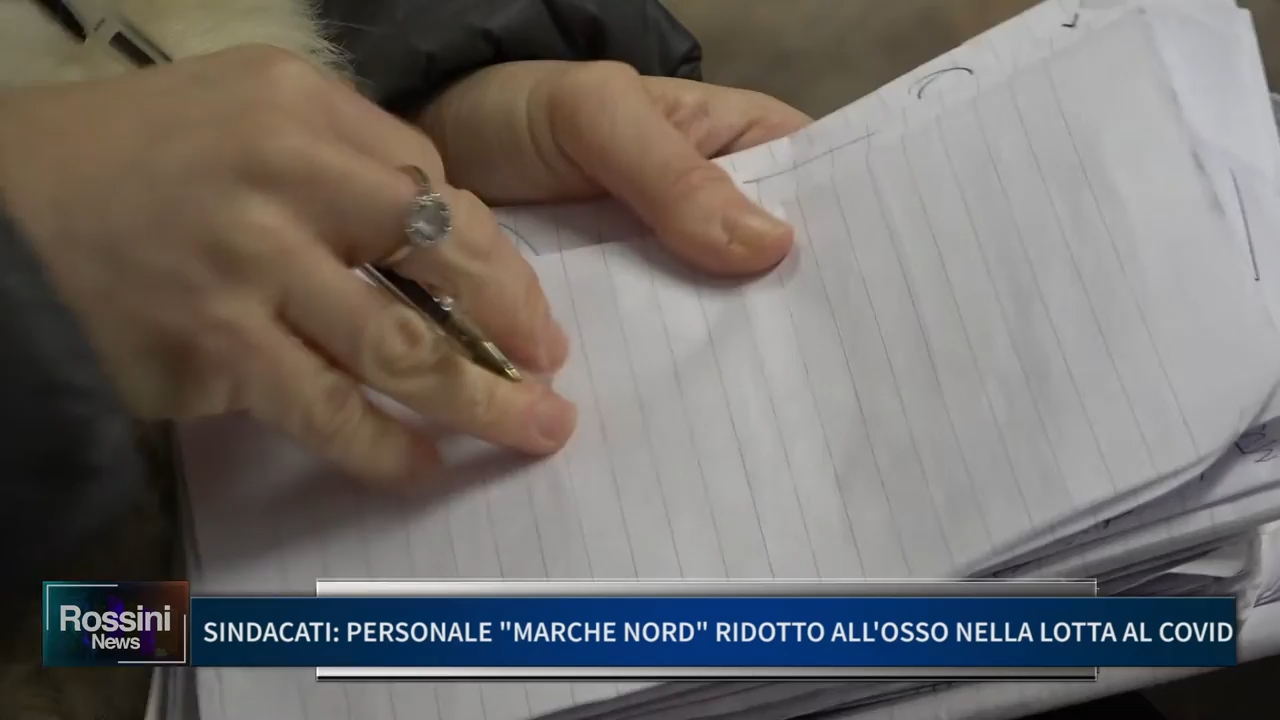 Rossini
News
SINDACATI: PERSONALE "MARCHE NORD" RIDOTTO ALL'OSSO NELLA LOTTA AL COVID